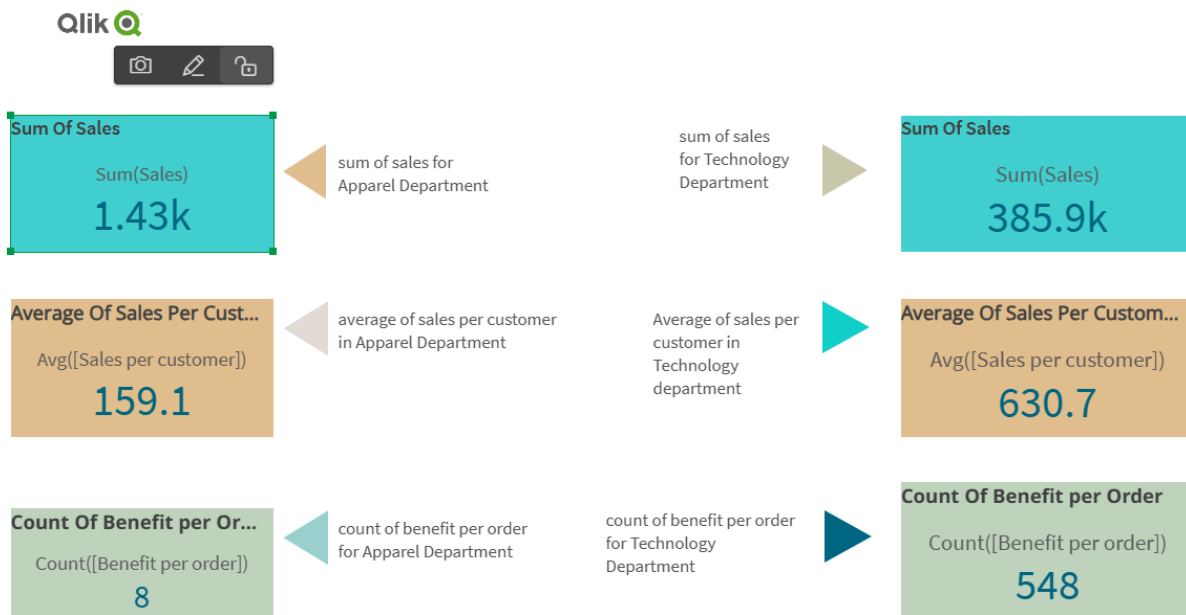 Qlik
Sum Of Sales
Sum(Sales)
1.43k
sum of sales for
Apparel Department
sum of sales
for Technology
Department
Sum Of Sales
Sum(Sales)
385.9k
Average Of Sales Per Cust...
Avg([Sales per customer])
159.1
average of sales per customer
in Apparel Department
Average of sales per
customer in
Technology
department
Average Of Sales Per Custom...
Avg([Sales per customer])
630.7
Count Of Benefit per Or...
Count([Benefit per order])
8
count of benefit per order
for Apparel Department
count of benefit per order
for Technology
Department
Count Of Benefit per Order
Count([Benefit per order])
548